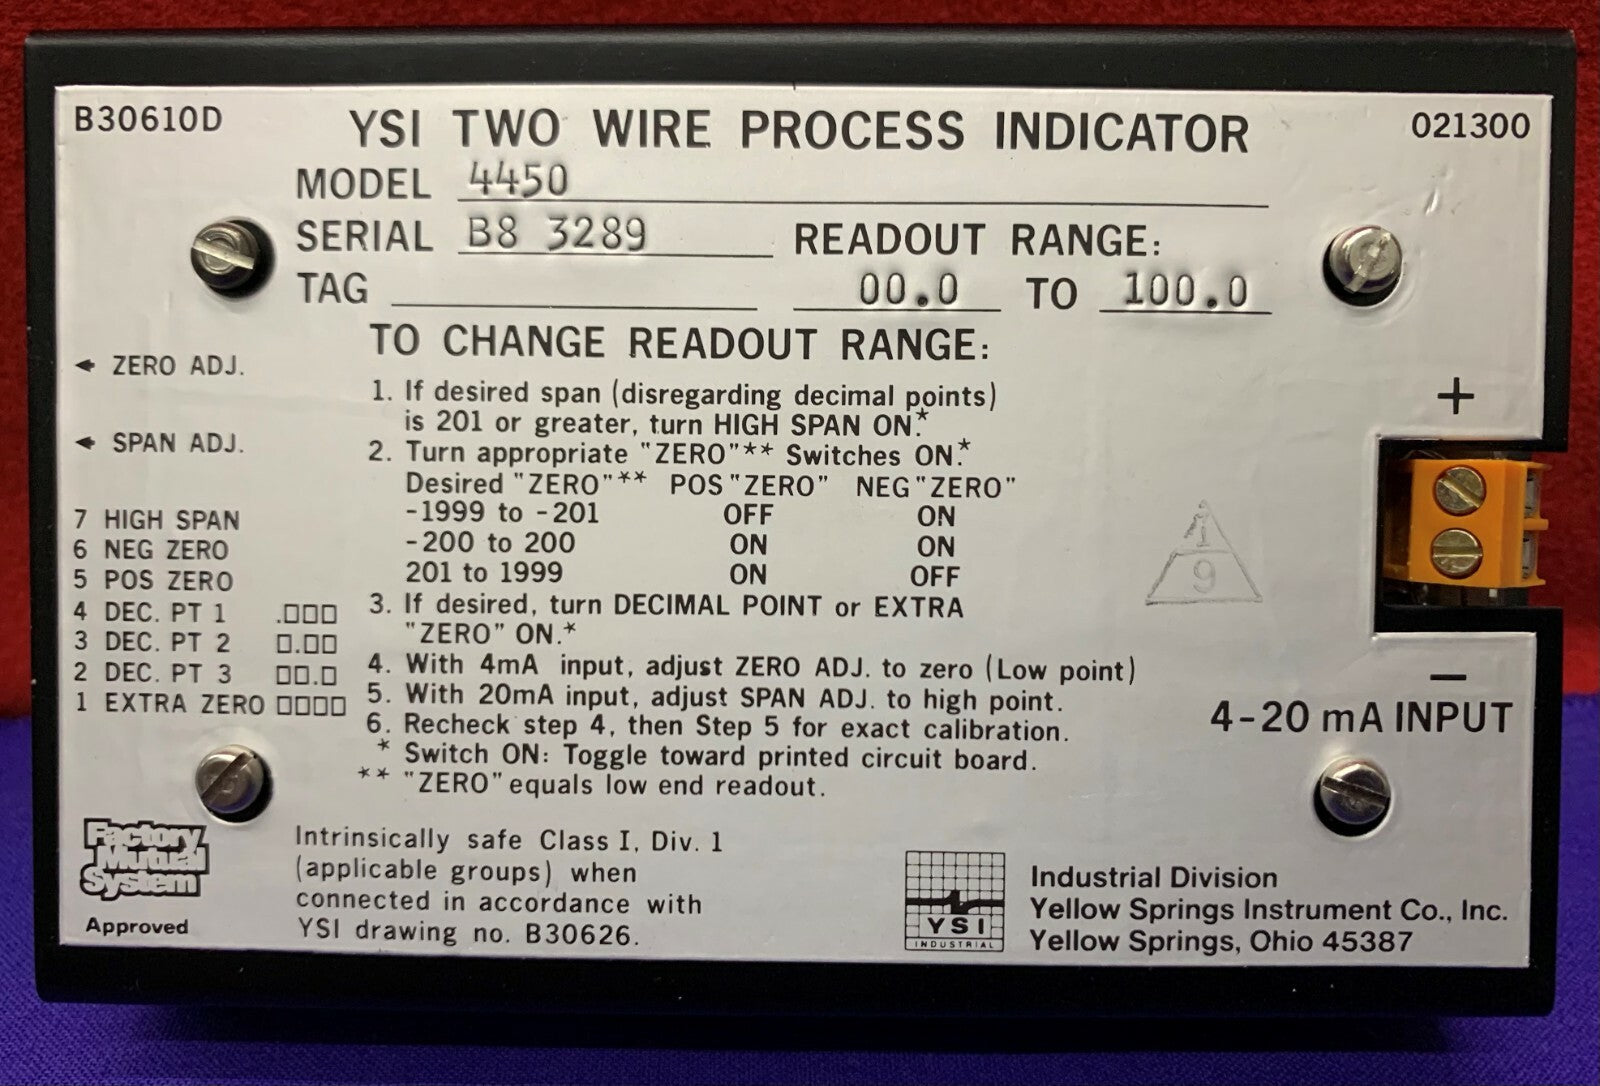 B30610D
YSI TWO WIRE PROCESS INDICATOR
021300
MODEL 4450
SERIAL B8 3289
READOUT RANGE:
TAG
00.0 TO 100.0
TO CHANGE READOUT RANGE:
← ZERO ADJ.
← SPAN ADJ.
7 HIGH SPAN
6 NEG ZERO
5 POS ZERO
4 DEC. PT 1 .□□□
3 DEC. PT 2 □.□□
2 DEC. PT 3 □□.□
1 EXTRA ZERO □□□□
1. If desired span (disregarding decimal points)
is 201 or greater, turn HIGH SPAN ON.*
2. Turn appropriate "ZERO"** Switches ON.*
Desired "ZERO"** POS "ZERO" NEG "ZERO"
-1999 to -201 OFF ON
-200 to 200 ON ON
201 to 1999 ON OFF
3. If desired, turn DECIMAL POINT or EXTRA
"ZERO" ON.*
4. With 4mA input, adjust ZERO ADJ. to zero (Low point)
5. With 20mA input, adjust SPAN ADJ. to high point.
6. Recheck step 4, then Step 5 for exact calibration.
* Switch ON: Toggle toward printed circuit board.
** "ZERO" equals low end readout.
1
9
+
−
4-20 mA INPUT
Factory
Mutual
System
Approved
Intrinsically safe Class I, Div. 1
(applicable groups) when
connected in accordance with
YSI drawing no. B30626.
YSI
INDUSTRIAL
Industrial Division
Yellow Springs Instrument Co., Inc.
Yellow Springs, Ohio 45387